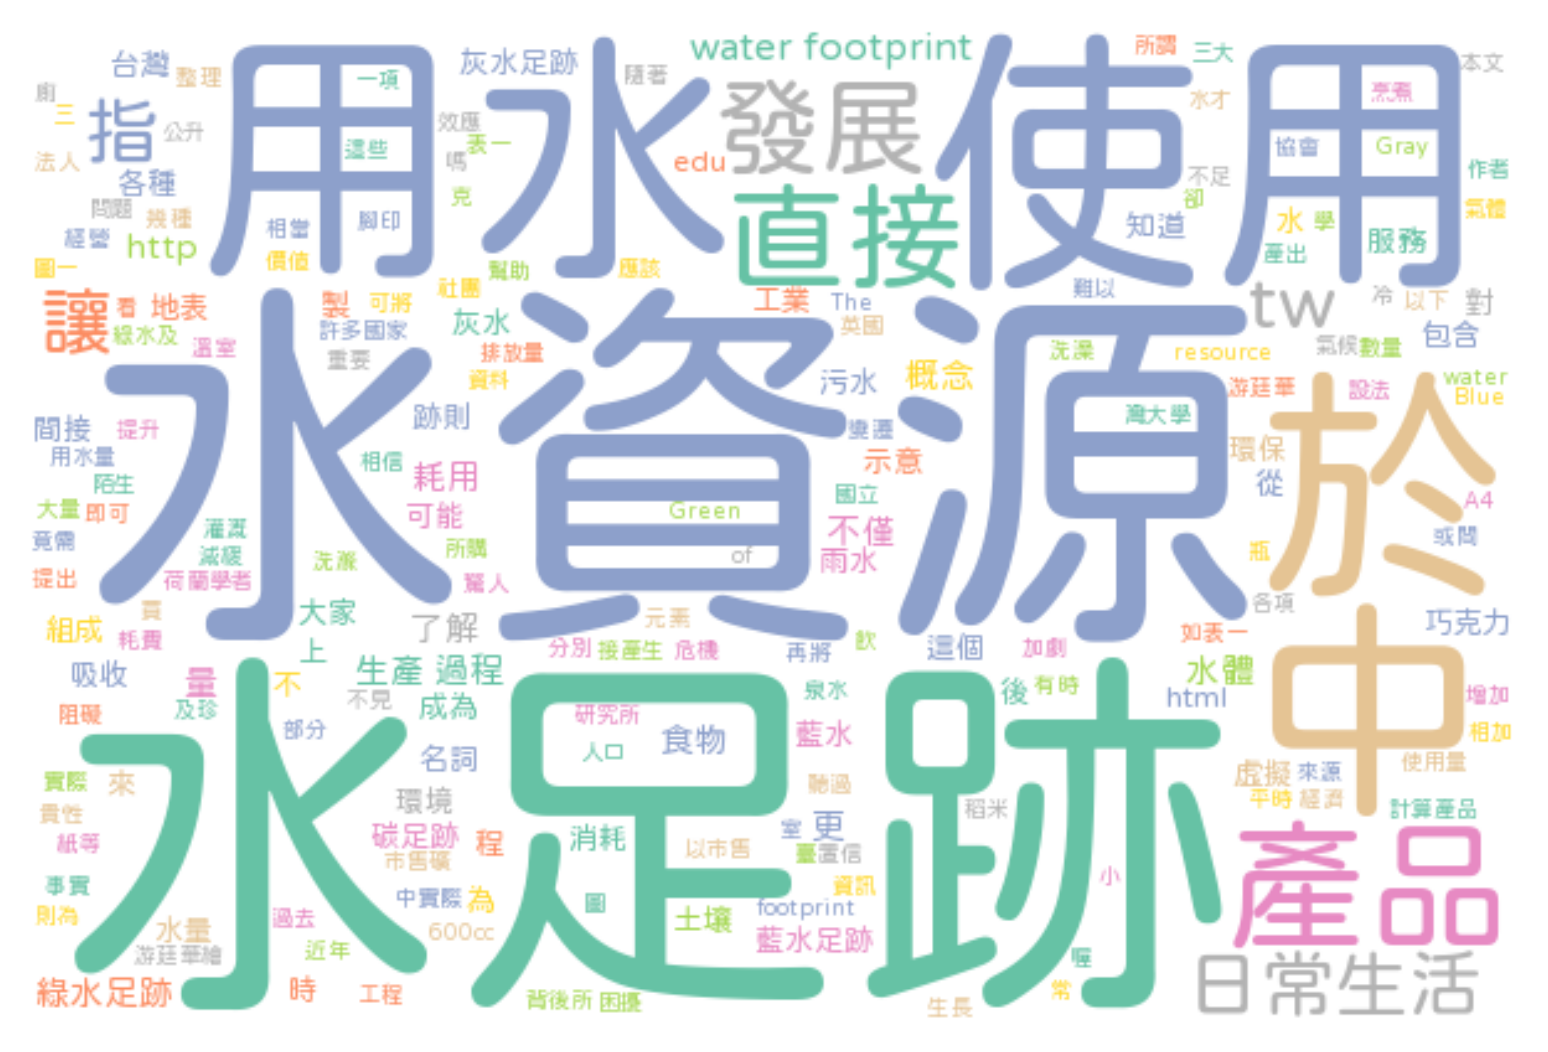 台灣 整理 一項 灰水足跡 隨著 water footprint 所謂 三大 本文
廚 三 指 公升 用水 使用 發展 水才 烹煮
法人 各種 這些 效應 表一 嗎 edu 不足 協會 Gray 作者
問題 幾種 相當 腳印 克 直接 卻 知道 水 學 氣體
經營 http 價值 產出 服務
圖一 社團 幫助 應該 難以
讓 看 地表 製 可將 工業 The tw 冷 以下 對
綠水及 許多國家 灰水 英國 包含
溫室 重要 排放量 洗澡 resource 氣候 數量
水資源 資料 污水 概念 游廷華 設法 water
Blue
間接 提升 跡則 變遷 灣大學 於
用水量 相信 示意 環保
陌生 耗用 國立 從 A4
大量 即可 可能 Green 不僅 或問
竟需 灌溉 減緩 洗滌 所購 of 雨水 瓶
提出 荷蘭學者 驚人
買 大家 元素 各項
組成 耗費 了解 中 巧克力
上 分別 接產生 危機 再將 飲 這個 加劇 如表一
吸收 量 不 生產 過程 水體
及珍 不見 成為 泉水 後 有時 html 增加
阻礙 部分 研究所 藍水 相加
水足跡 人口 食物
名詞 使用量
實際 來 聽過 虛擬 來源
貴性 環境 稻米 平時 經濟 計算產品
紙等 碳足跡 程 消耗 室 更
市售礦 以市售 臺 置信 產品
事實 中實際 為 資訊 小
則為 過去 圖 footprint
水量 600cc 土壤
游廷華繪 近年 藍水足跡 喔 日常生活
綠水足跡 時 工程 背後所 困擾 生長 常